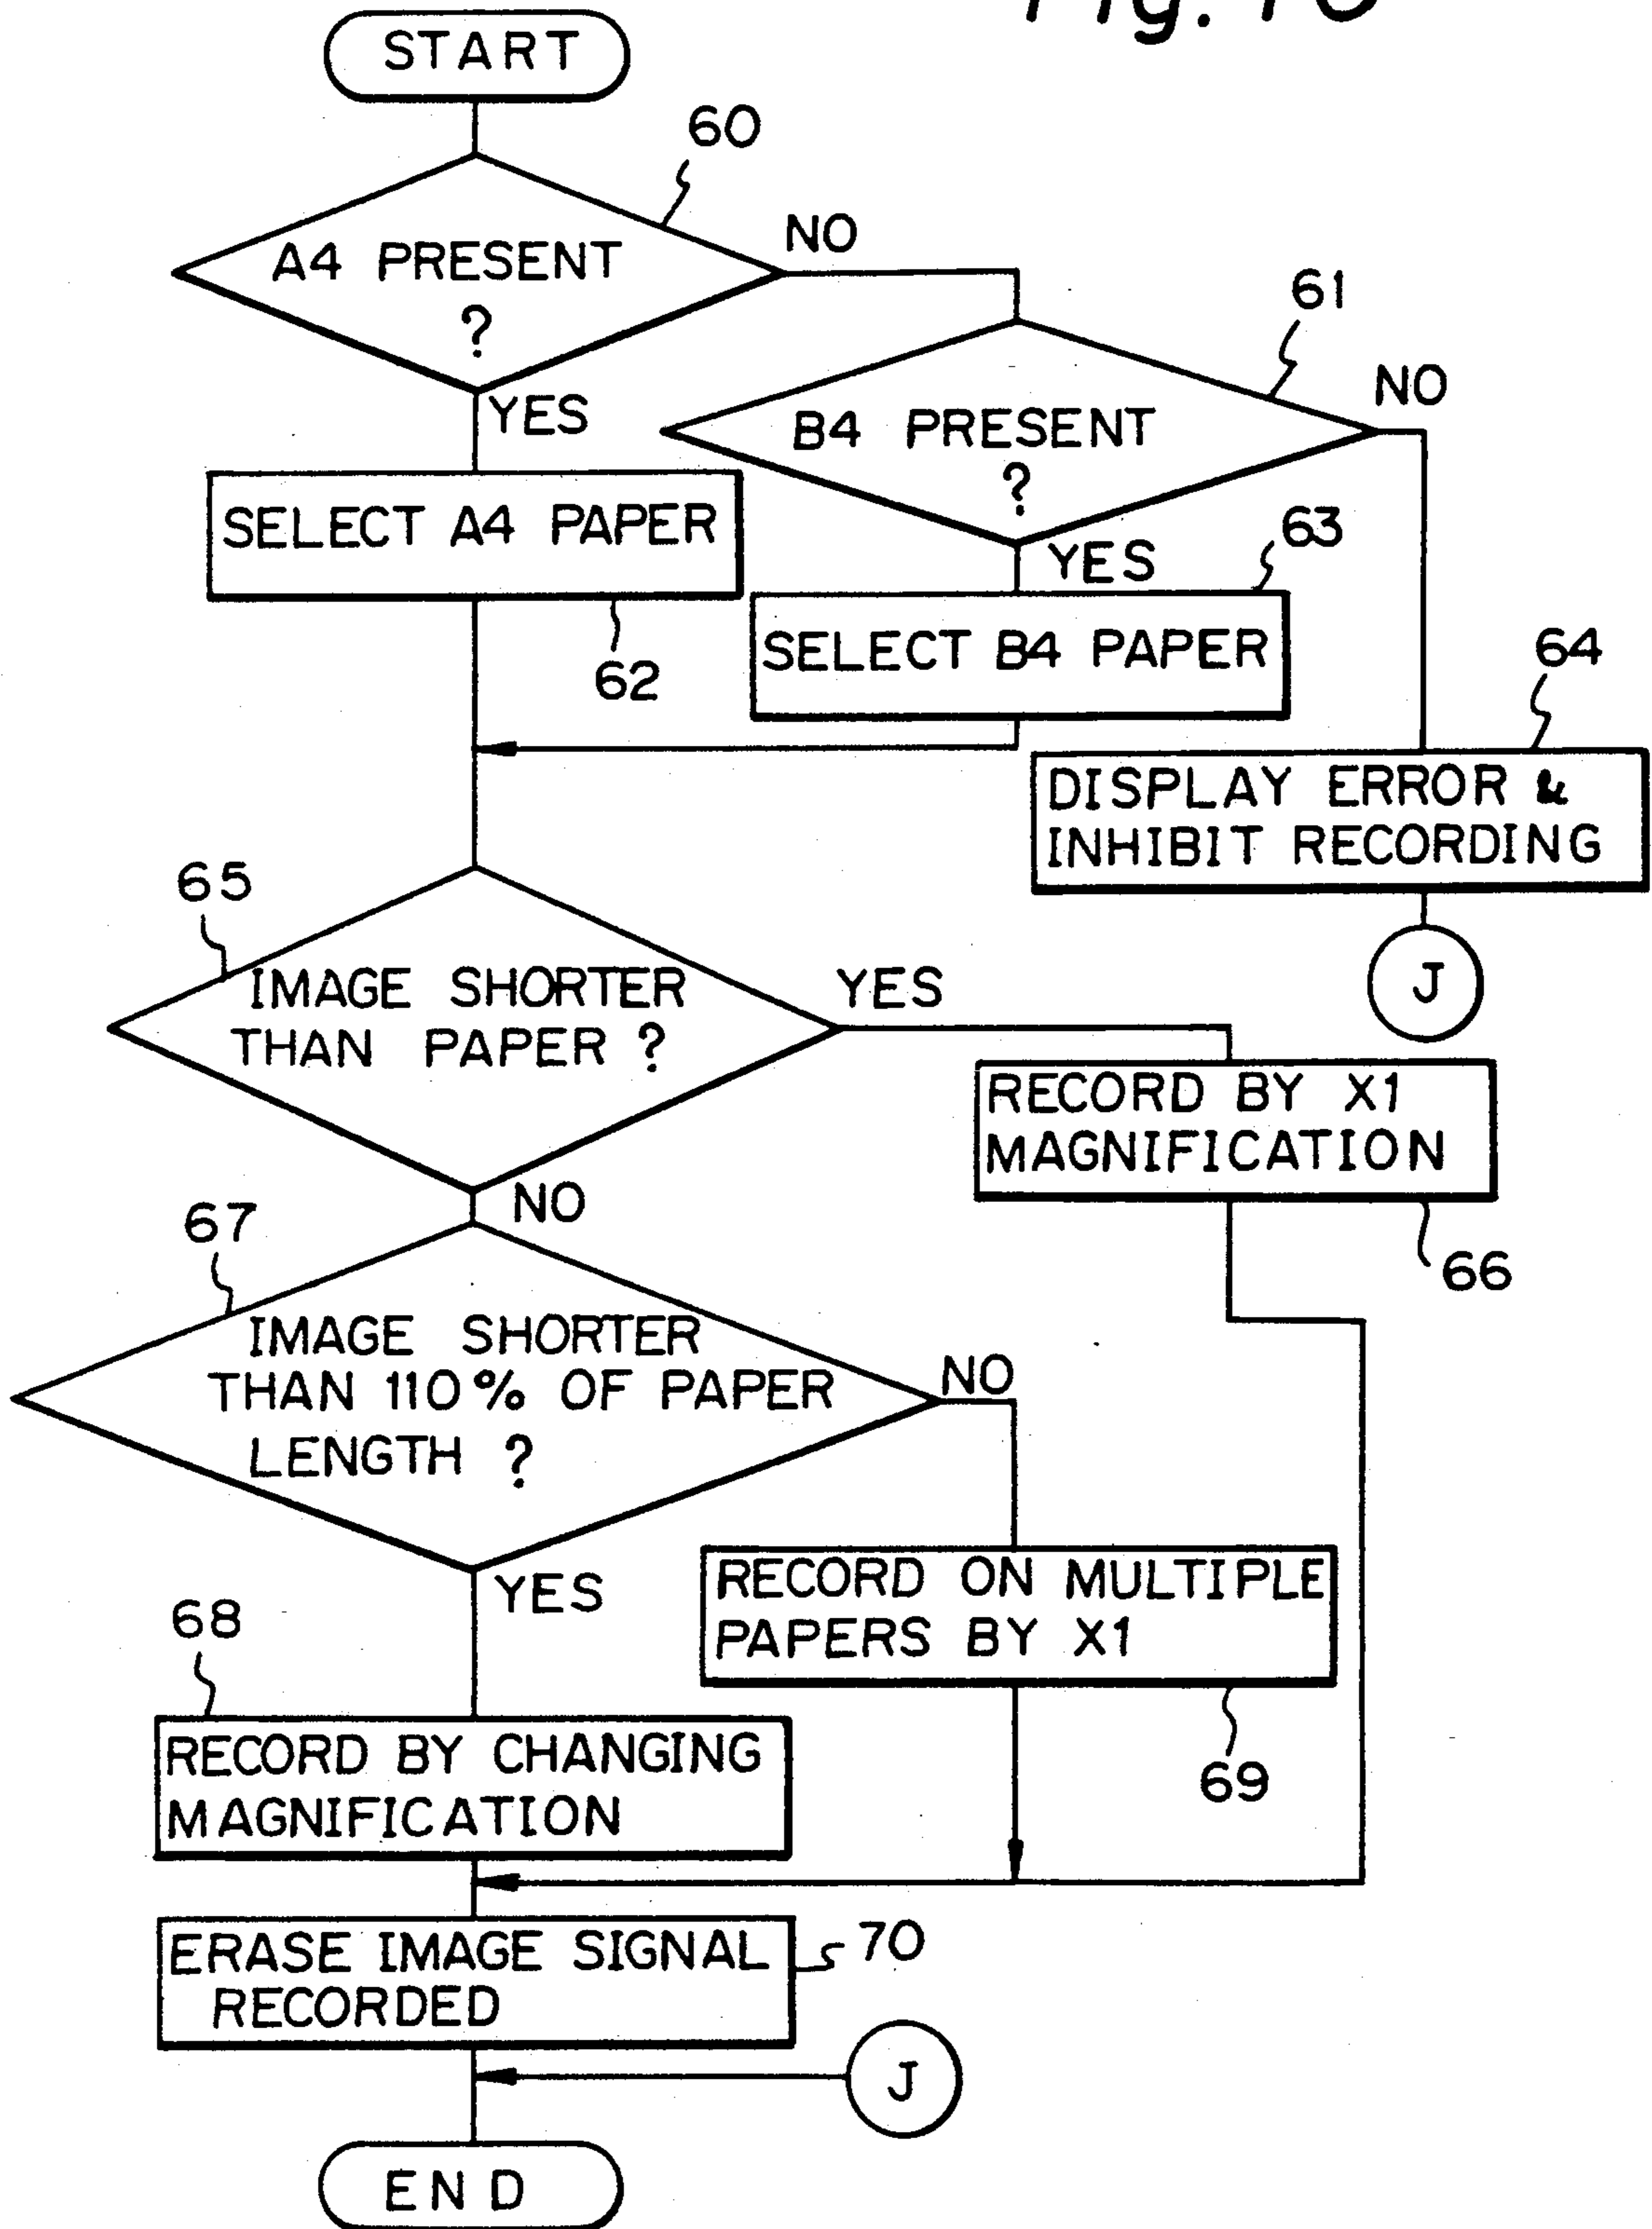 START
60
A4 PRESENT
?
NO
61
YES
B4 PRESENT
?
NO
SELECT A4 PAPER
62
YES
63
SELECT B4 PAPER
64
DISPLAY ERROR &
INHIBIT RECORDING
J
65
IMAGE SHORTER
THAN PAPER ?
YES
RECORD BY X1
MAGNIFICATION
66
NO
67
IMAGE SHORTER
THAN 110% OF PAPER
LENGTH ?
NO
YES
RECORD ON MULTIPLE
PAPERS BY X1
69
68
RECORD BY CHANGING
MAGNIFICATION
ERASE IMAGE SIGNAL
RECORDED
70
J
END